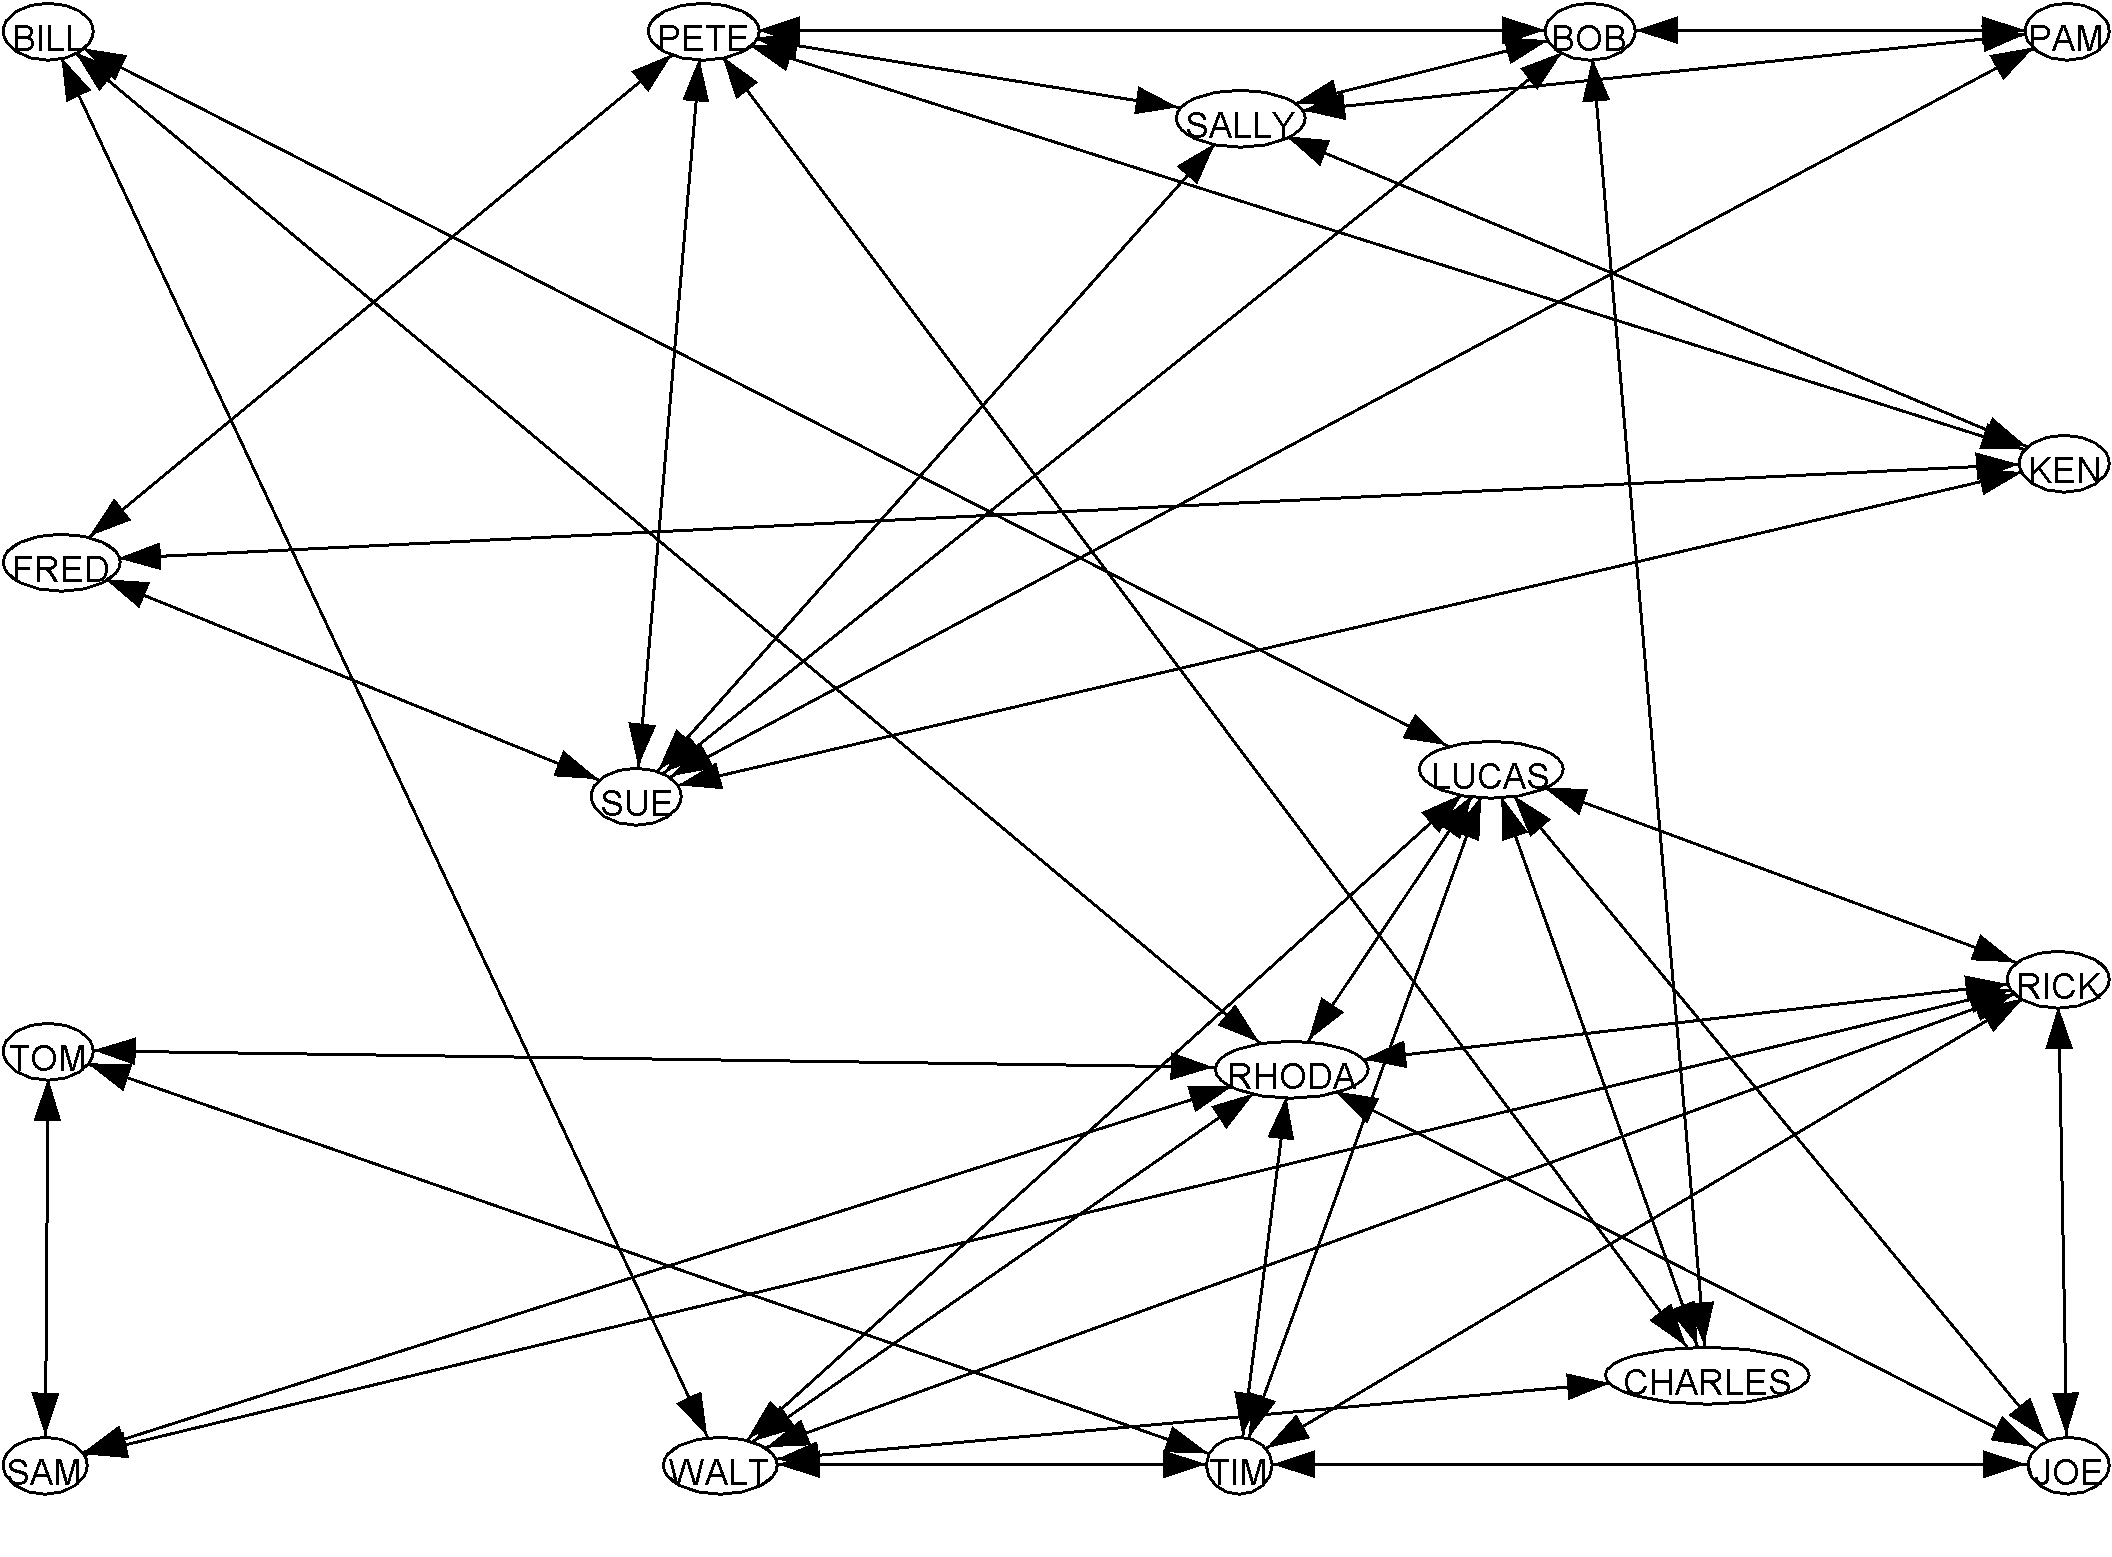 BILL
PETE
BOB
PAM
SALLY
KEN
FRED
SUE
LUCAS
RICK
TOM
RHODA
CHARLES
SAM
WALT
TIM
JOE